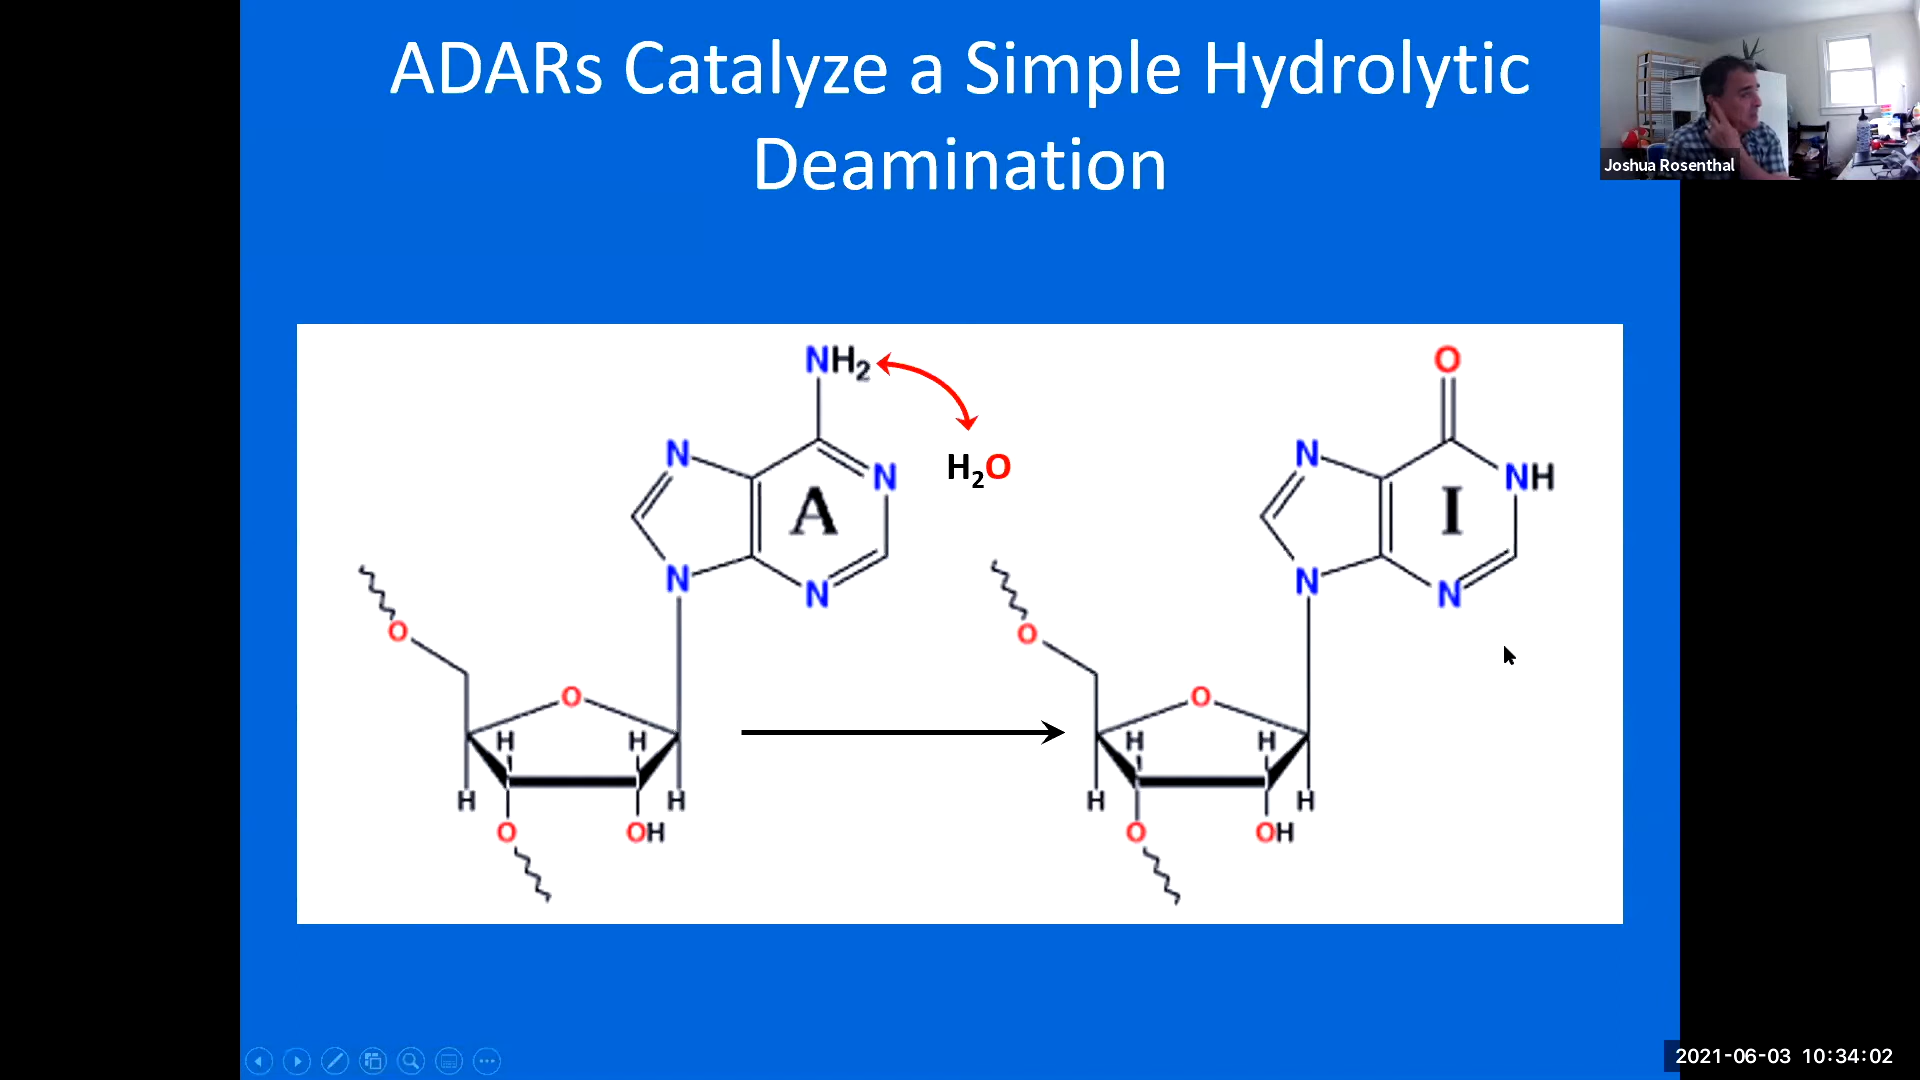 ADARs Catalyze a Simple Hydrolytic
Deamination
Joshua Rosenthal
NH2
O
N
N
H2O
N
NH
A
I
N
N
N
N
O
O
O
O
H
H
H
H
H
H
H
H
O
OH
O
OH
2021-06-03 10:34:02